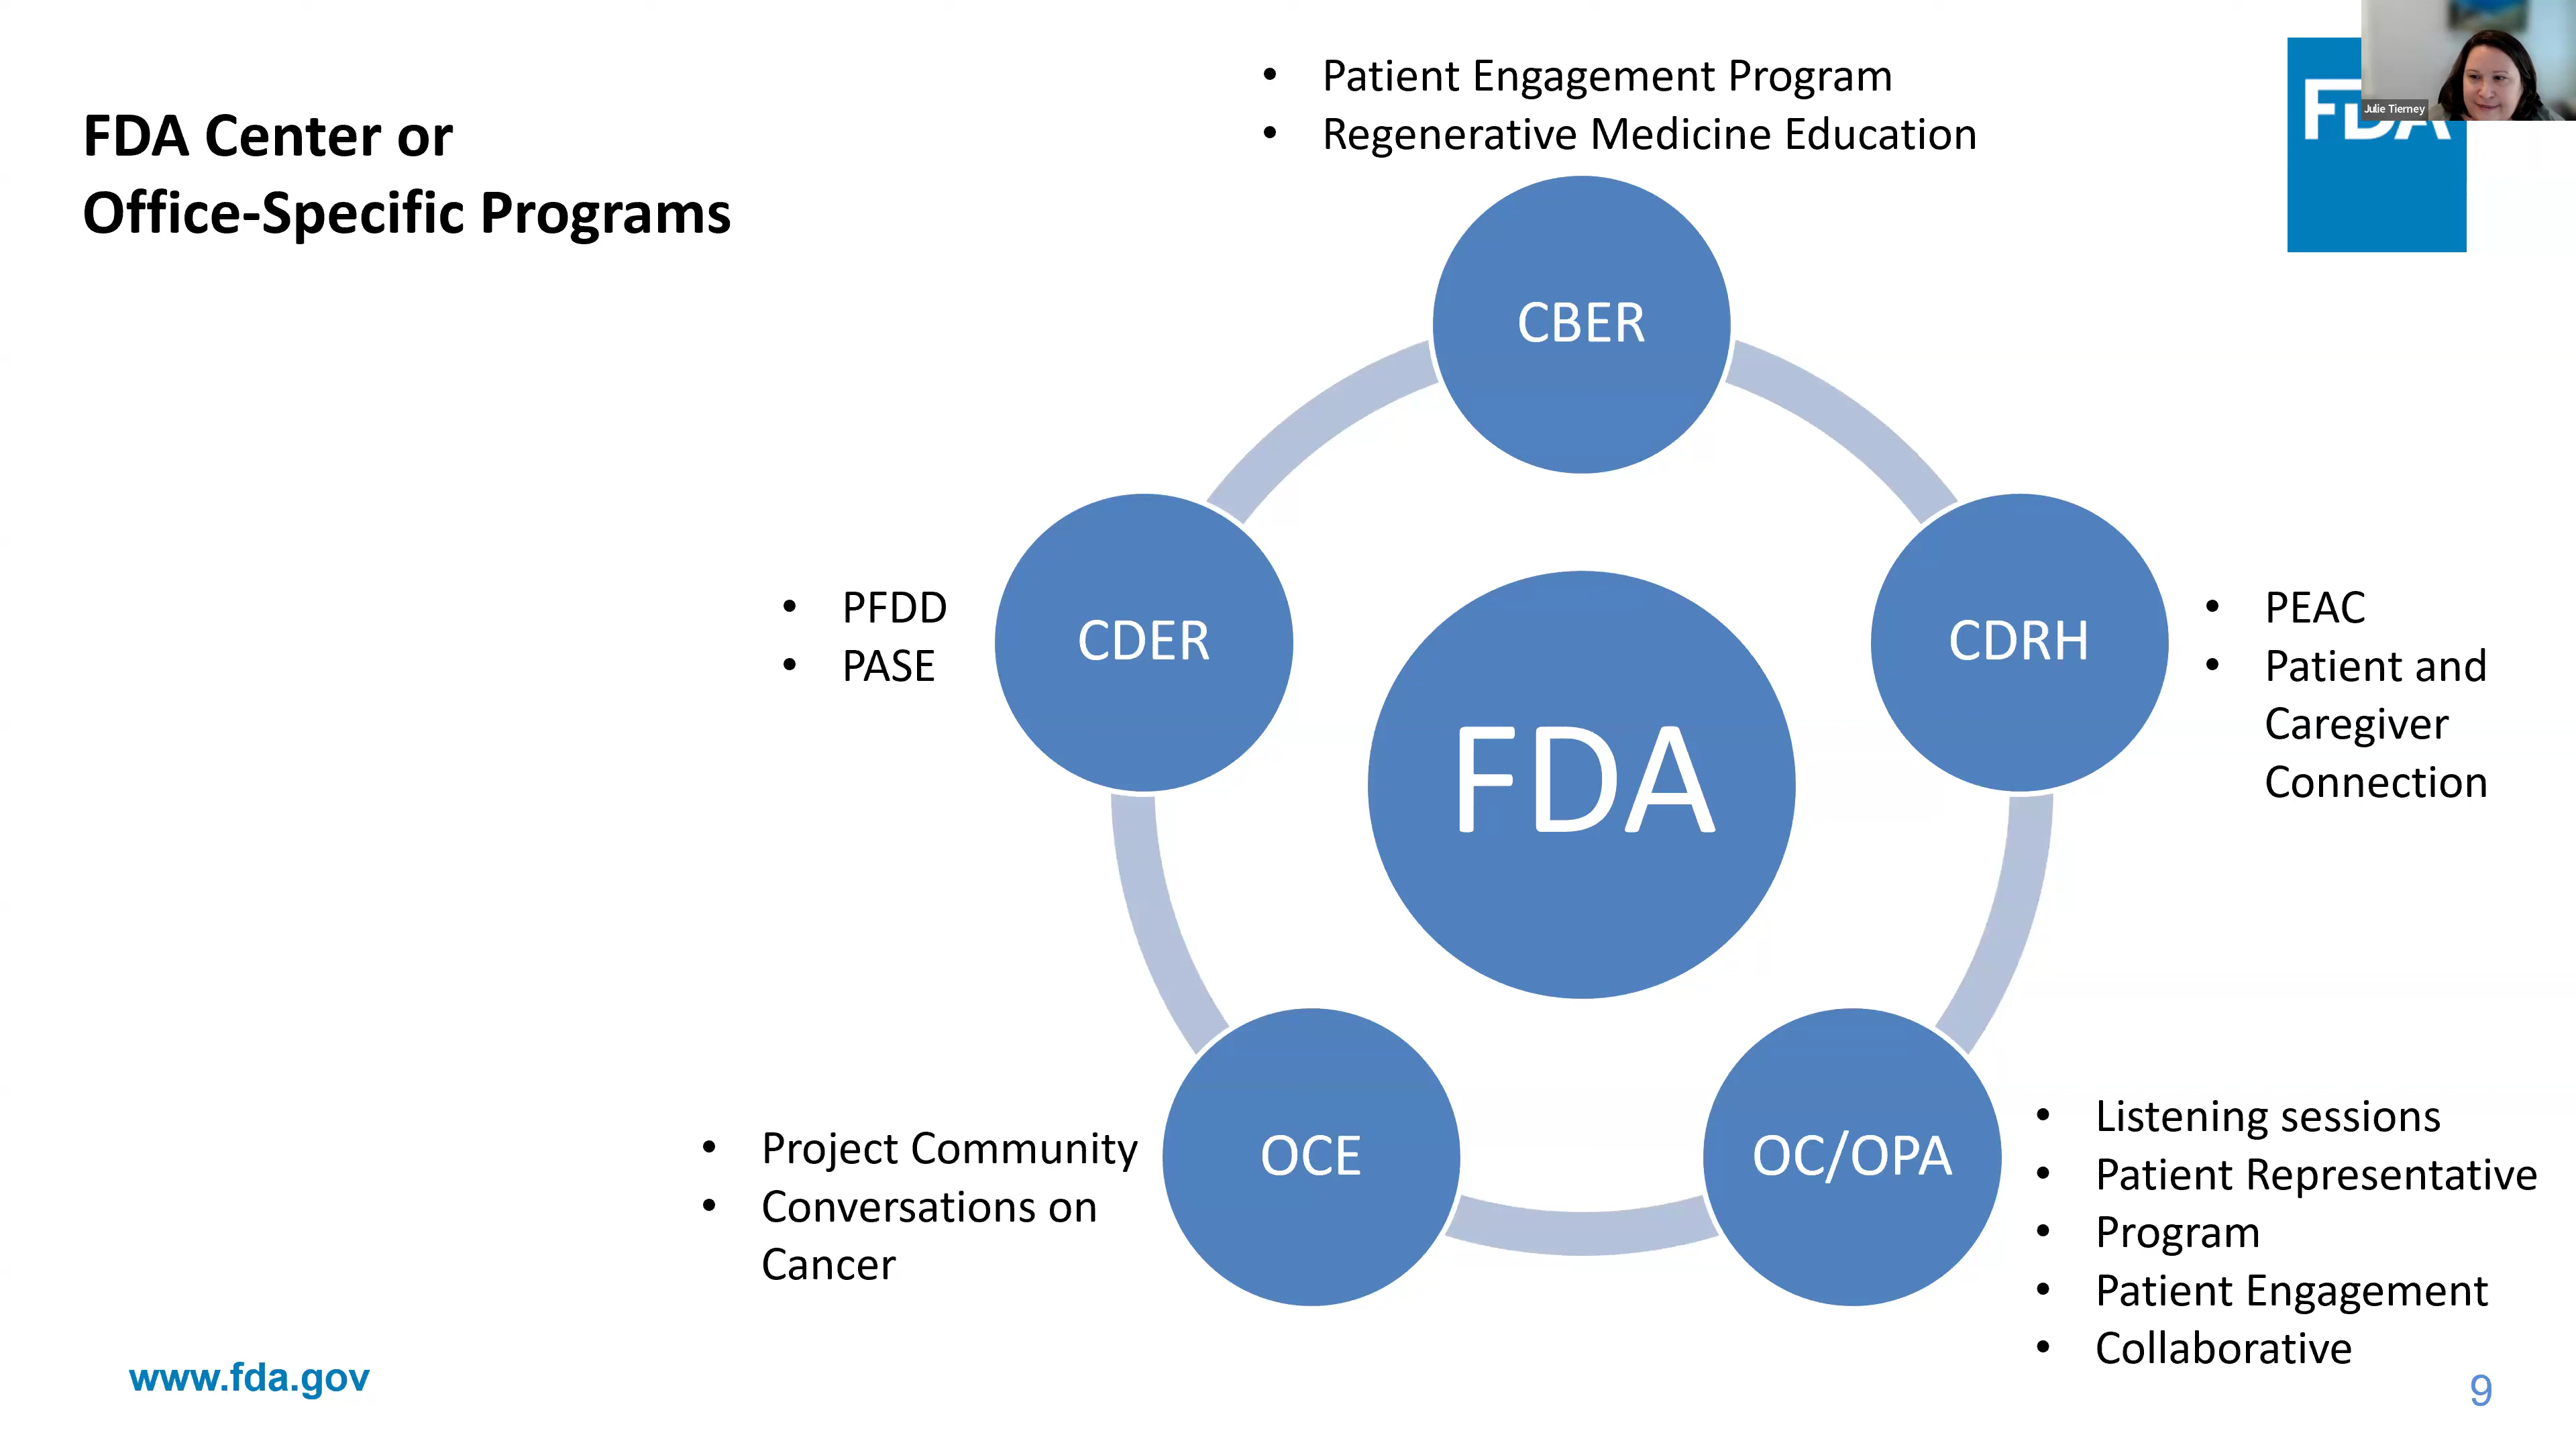 FDA Center or
Office-Specific Programs
• Patient Engagement Program
• Regenerative Medicine Education
FDA
Julie Tierney
CBER
• PFDD
• PASE
CDER
CDRH
• PEAC
• Patient and
Caregiver
Connection
FDA
• Project Community
• Conversations on
Cancer
OCE
OC/OPA
• Listening sessions
• Patient Representative
• Program
• Patient Engagement
• Collaborative
www.fda.gov
9